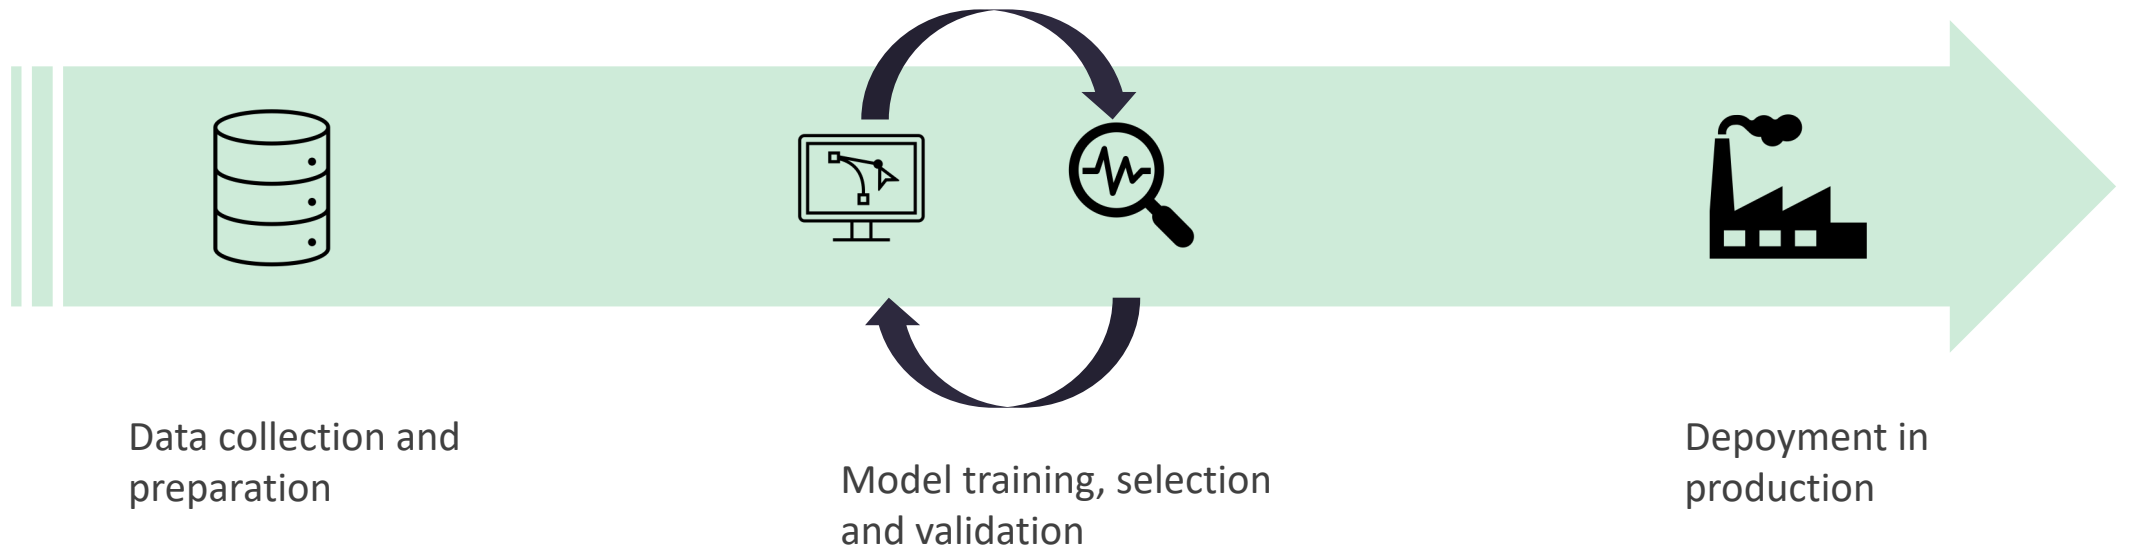 Data collection and
preparation
Model training, selection
and validation
Depoyment in
production